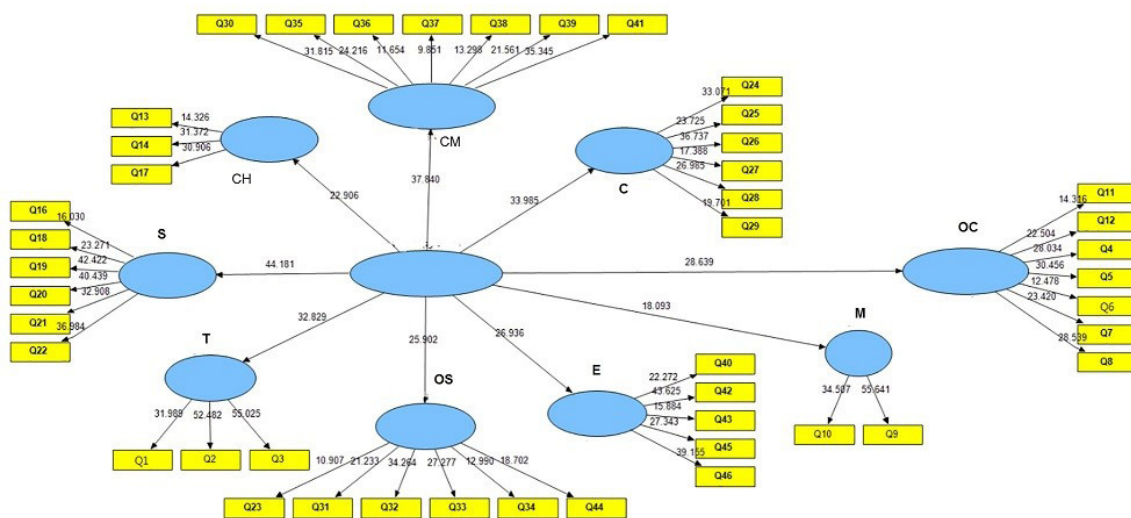 Q30 Q35 Q36 Q37 Q38 Q39 Q41
31.815 24.216 11.654 9.851 13.298 21.561 35.345
CM
37.840
Q13
Q14
Q17
14.326
31.372
30.906
CH
22.906
Q24
Q25
Q26
Q27
Q28
Q29
33.071
23.725
36.737
17.388
26.985
19.701
C
33.985
Q16
Q18
Q19
Q20
Q21
Q22
16.030
23.271
42.422
40.439
32.908
36.984
S
44.181
OC
28.639
Q11
Q12
Q4
Q5
Q6
Q7
Q8
14.316
22.504
28.034
30.456
12.478
23.420
28.539
M
18.093
34.507 55.641
Q10 Q9
T
32.829
31.989 52.482 55.025
Q1 Q2 Q3
OS
25.902
10.907 21.233 34.264 27.277 12.990 18.702
Q23 Q31 Q32 Q33 Q34 Q44
E
26.936
Q40
Q42
Q43
Q45
Q46
22.272
43.625
15.884
27.343
39.155